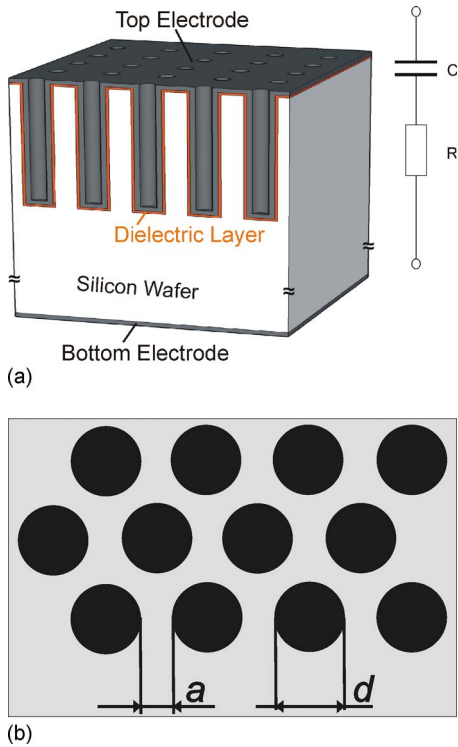 Top Electrode
C
R
Dielectric Layer
≈ Silicon Wafer ≈ ≈
Bottom Electrode
(a)
a d
(b)